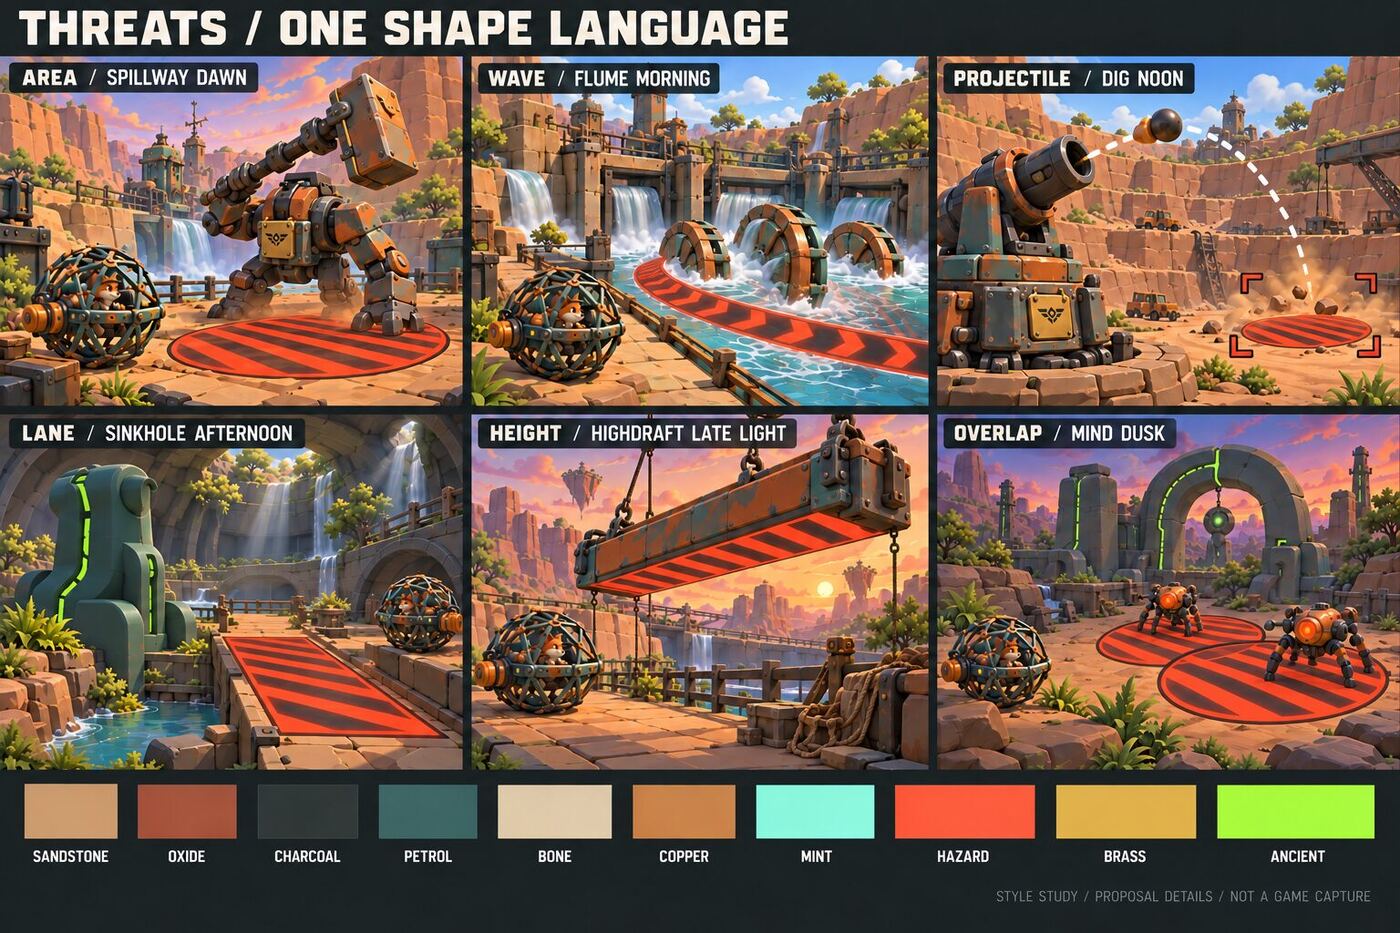 THREATS / ONE SHAPE LANGUAGE
AREA / SPILLWAY DAWN
WAVE / FLUME MORNING
PROJECTILE / DIG NOON
LANE / SINKHOLE AFTERNOON
HEIGHT / HIGHDRAFT LATE LIGHT
OVERLAP / MIND DUSK
SANDSTONE
OXIDE
CHARCOAL
PETROL
BONE
COPPER
MINT
HAZARD
BRASS
ANCIENT
STYLE STUDY / PROPOSAL DETAILS / NOT A GAME CAPTURE